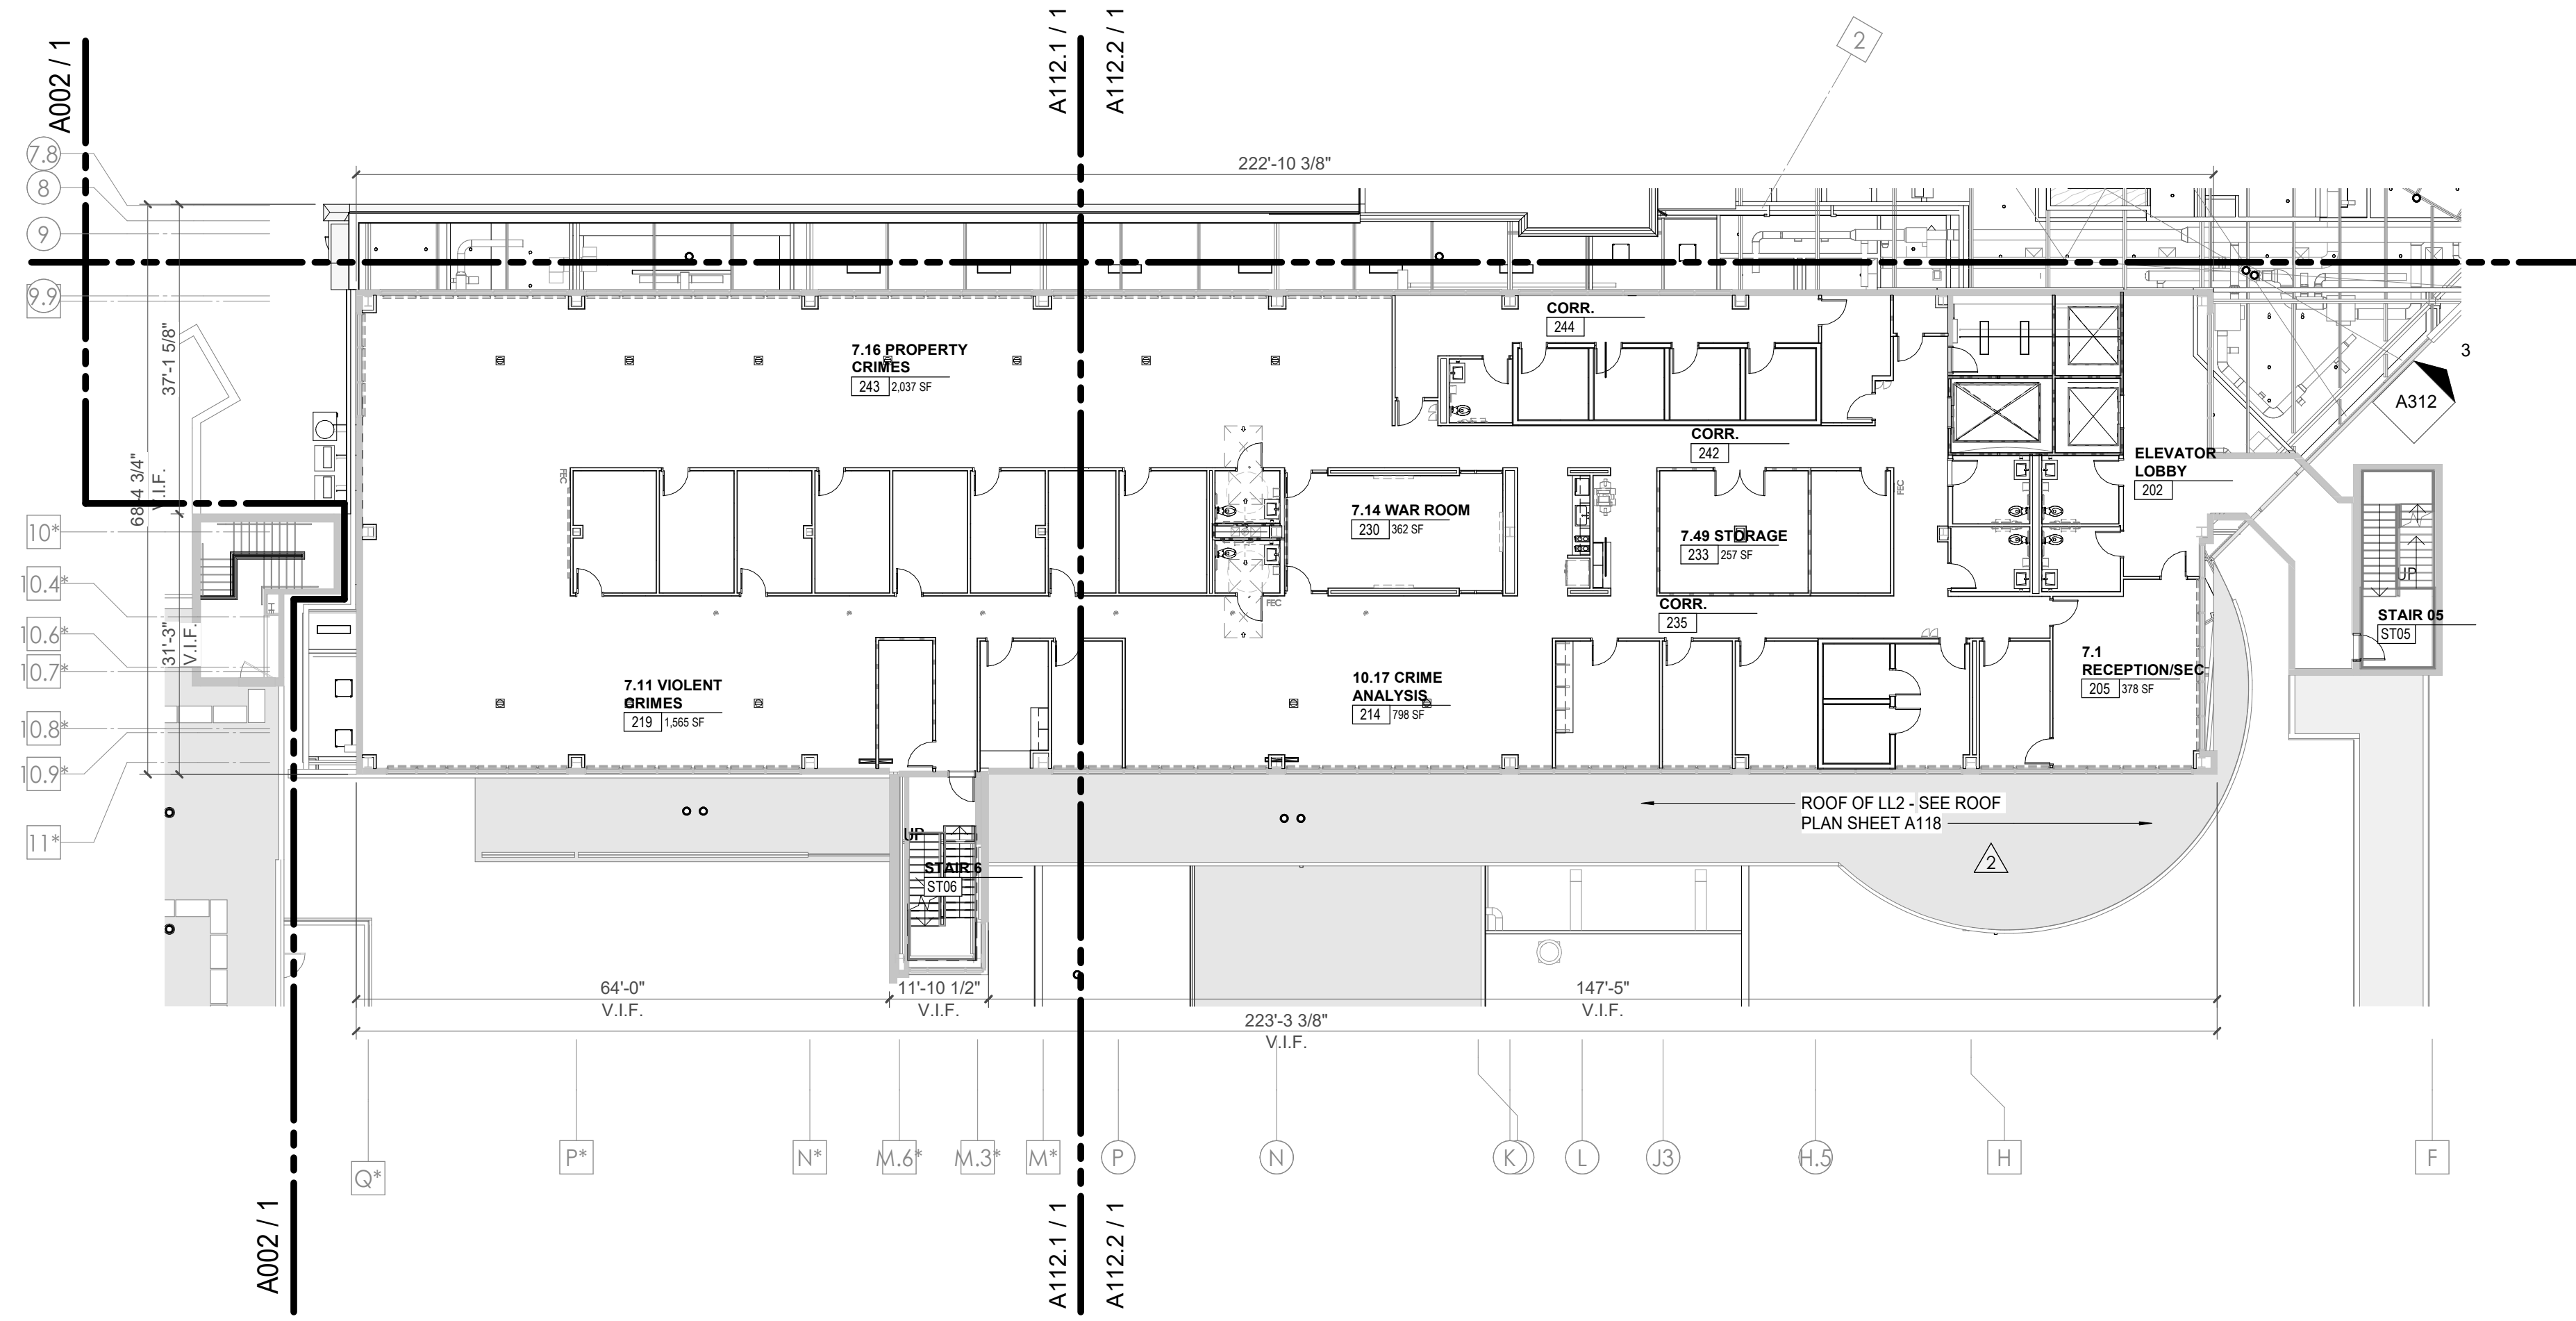 A002 / 1
A112.1 / 1
A112.2 / 1
2
7.8
8
9
9.9
222'-10 3/8"
37'-1 5/8"
V.I.F.
68'-4 3/4"
31'-3"
V.I.F.
10*
10.4*
10.6*
10.7*
10.8*
10.9*
11*
CORR.
244
7.16 PROPERTY
CRIMES
243 2,037 SF
3
A312
CORR.
242
ELEVATOR
LOBBY
202
FEC
FEC
7.14 WAR ROOM
230 362 SF
7.49 STORAGE
233 257 SF
UP
FEC
CORR.
235
STAIR 05
ST05
7.11 VIOLENT
CRIMES
219 1,565 SF
10.17 CRIME
ANALYSIS
214 798 SF
7.1
RECEPTION/SEC
205 378 SF
ROOF OF LL2 - SEE ROOF
PLAN SHEET A118
2
UP
STAIR 6
ST06
64'-0"
V.I.F.
11'-10 1/2"
V.I.F.
147'-5"
V.I.F.
223'-3 3/8"
V.I.F.
Q*
P*
N*
M.6*
M.3*
M*
P
N
K
L
J3
H.5
H
F
A002 / 1
A112.1 / 1
A112.2 / 1